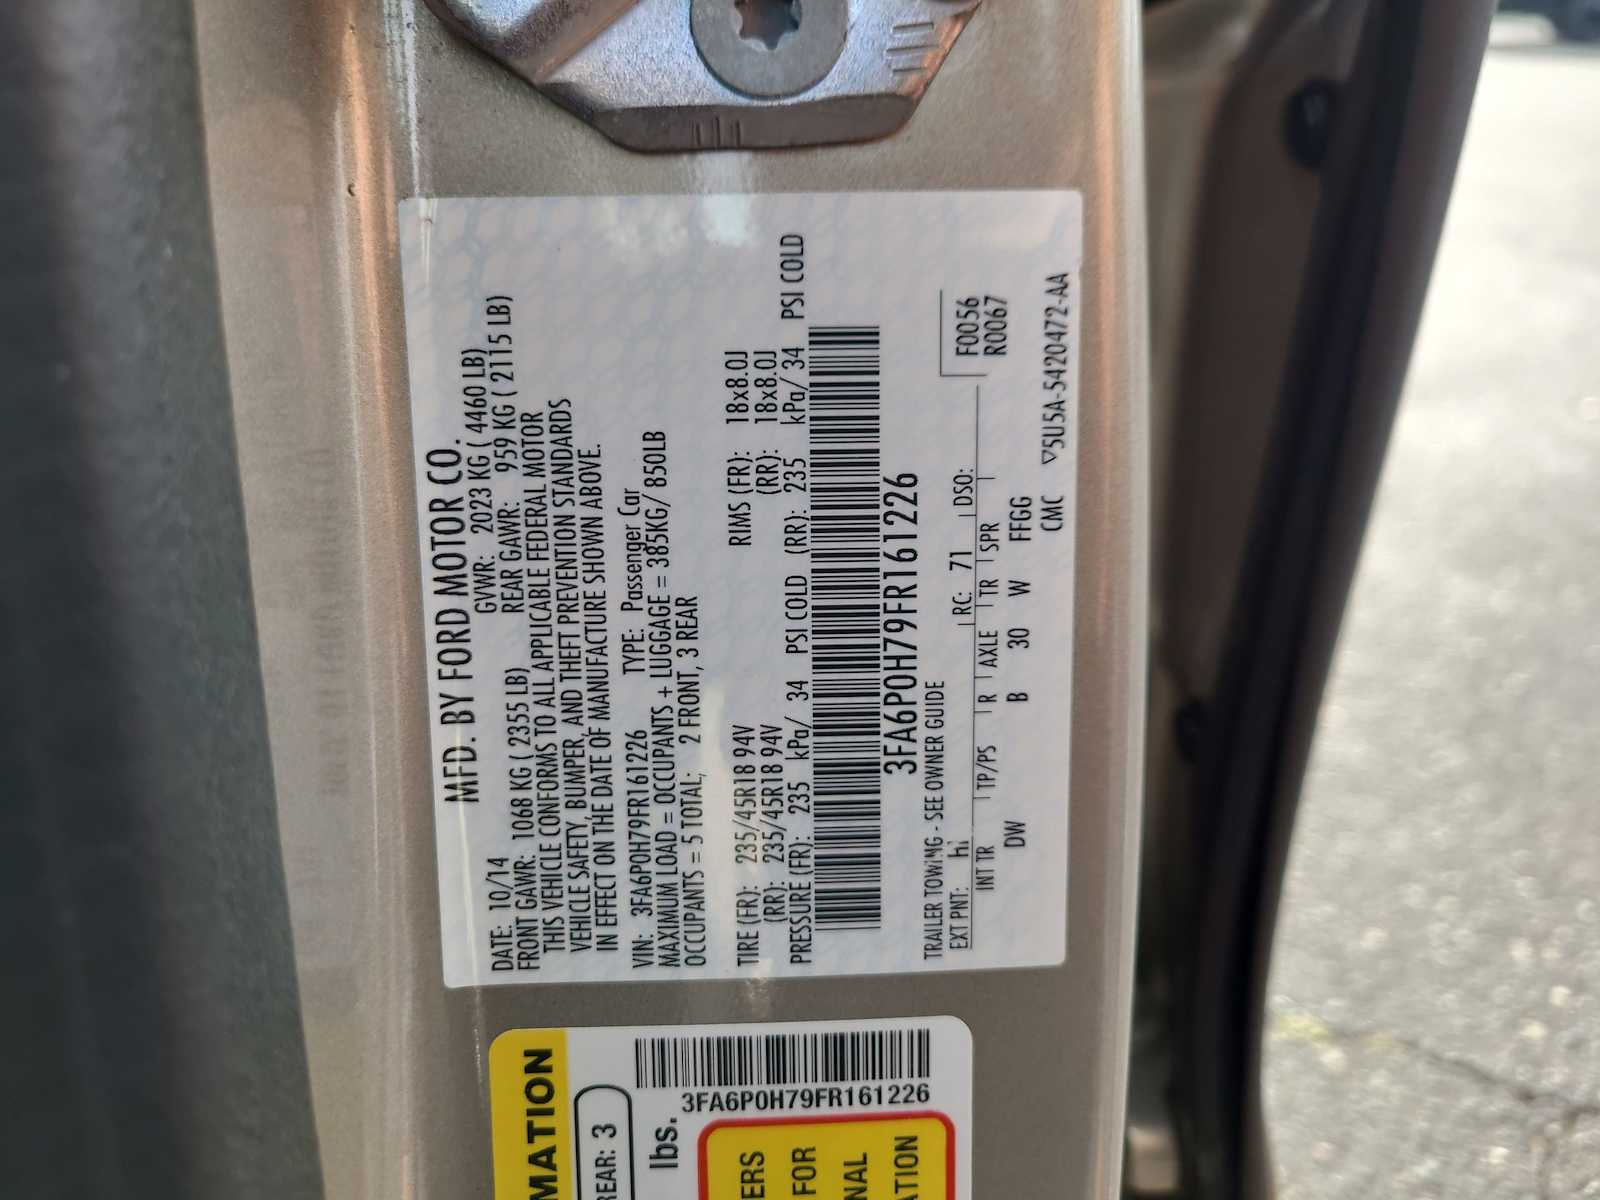 MFD. BY FORD MOTOR CO.
DATE: 10/14 GVWR: 2023 KG ( 4460 LB)
FRONT GAWR: 1068 KG ( 2355 LB) REAR GAWR: 959 KG ( 2115 LB)
THIS VEHICLE CONFORMS TO ALL APPLICABLE FEDERAL MOTOR
VEHICLE SAFETY, BUMPER, AND THEFT PREVENTION STANDARDS
IN EFFECT ON THE DATE OF MANUFACTURE SHOWN ABOVE.
VIN: 3FA6P0H79FR161226 TYPE: Passenger Car
MAXIMUM LOAD = OCCUPANTS + LUGGAGE = 385KG/ 850LB
OCCUPANTS = 5 TOTAL; 2 FRONT, 3 REAR
TIRE (FR): 235/45R18 94V RIMS (FR): 18x8.0J
(RR): 235/45R18 94V (RR): 18x8.0J
PRESSURE (FR): 235 kPa/ 34 PSI COLD (RR): 235 kPa/ 34 PSI COLD
3FA6P0H79FR161226
TRAILER TOWING - SEE OWNER GUIDE
F0056
R0067
EXT PNT: hi RC: 71 DSO:
INT TR TP/PS R AXLE TR SPR
DW B 30 W FFGG
CMC ▽5U5A-5420472-AA
MATION
REAR: 3
lbs.
3FA6P0H79FR161226
ERS
FOR
NAL
ATION